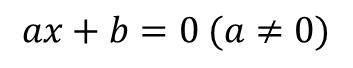 ax + b = 0 (a ≠ 0)